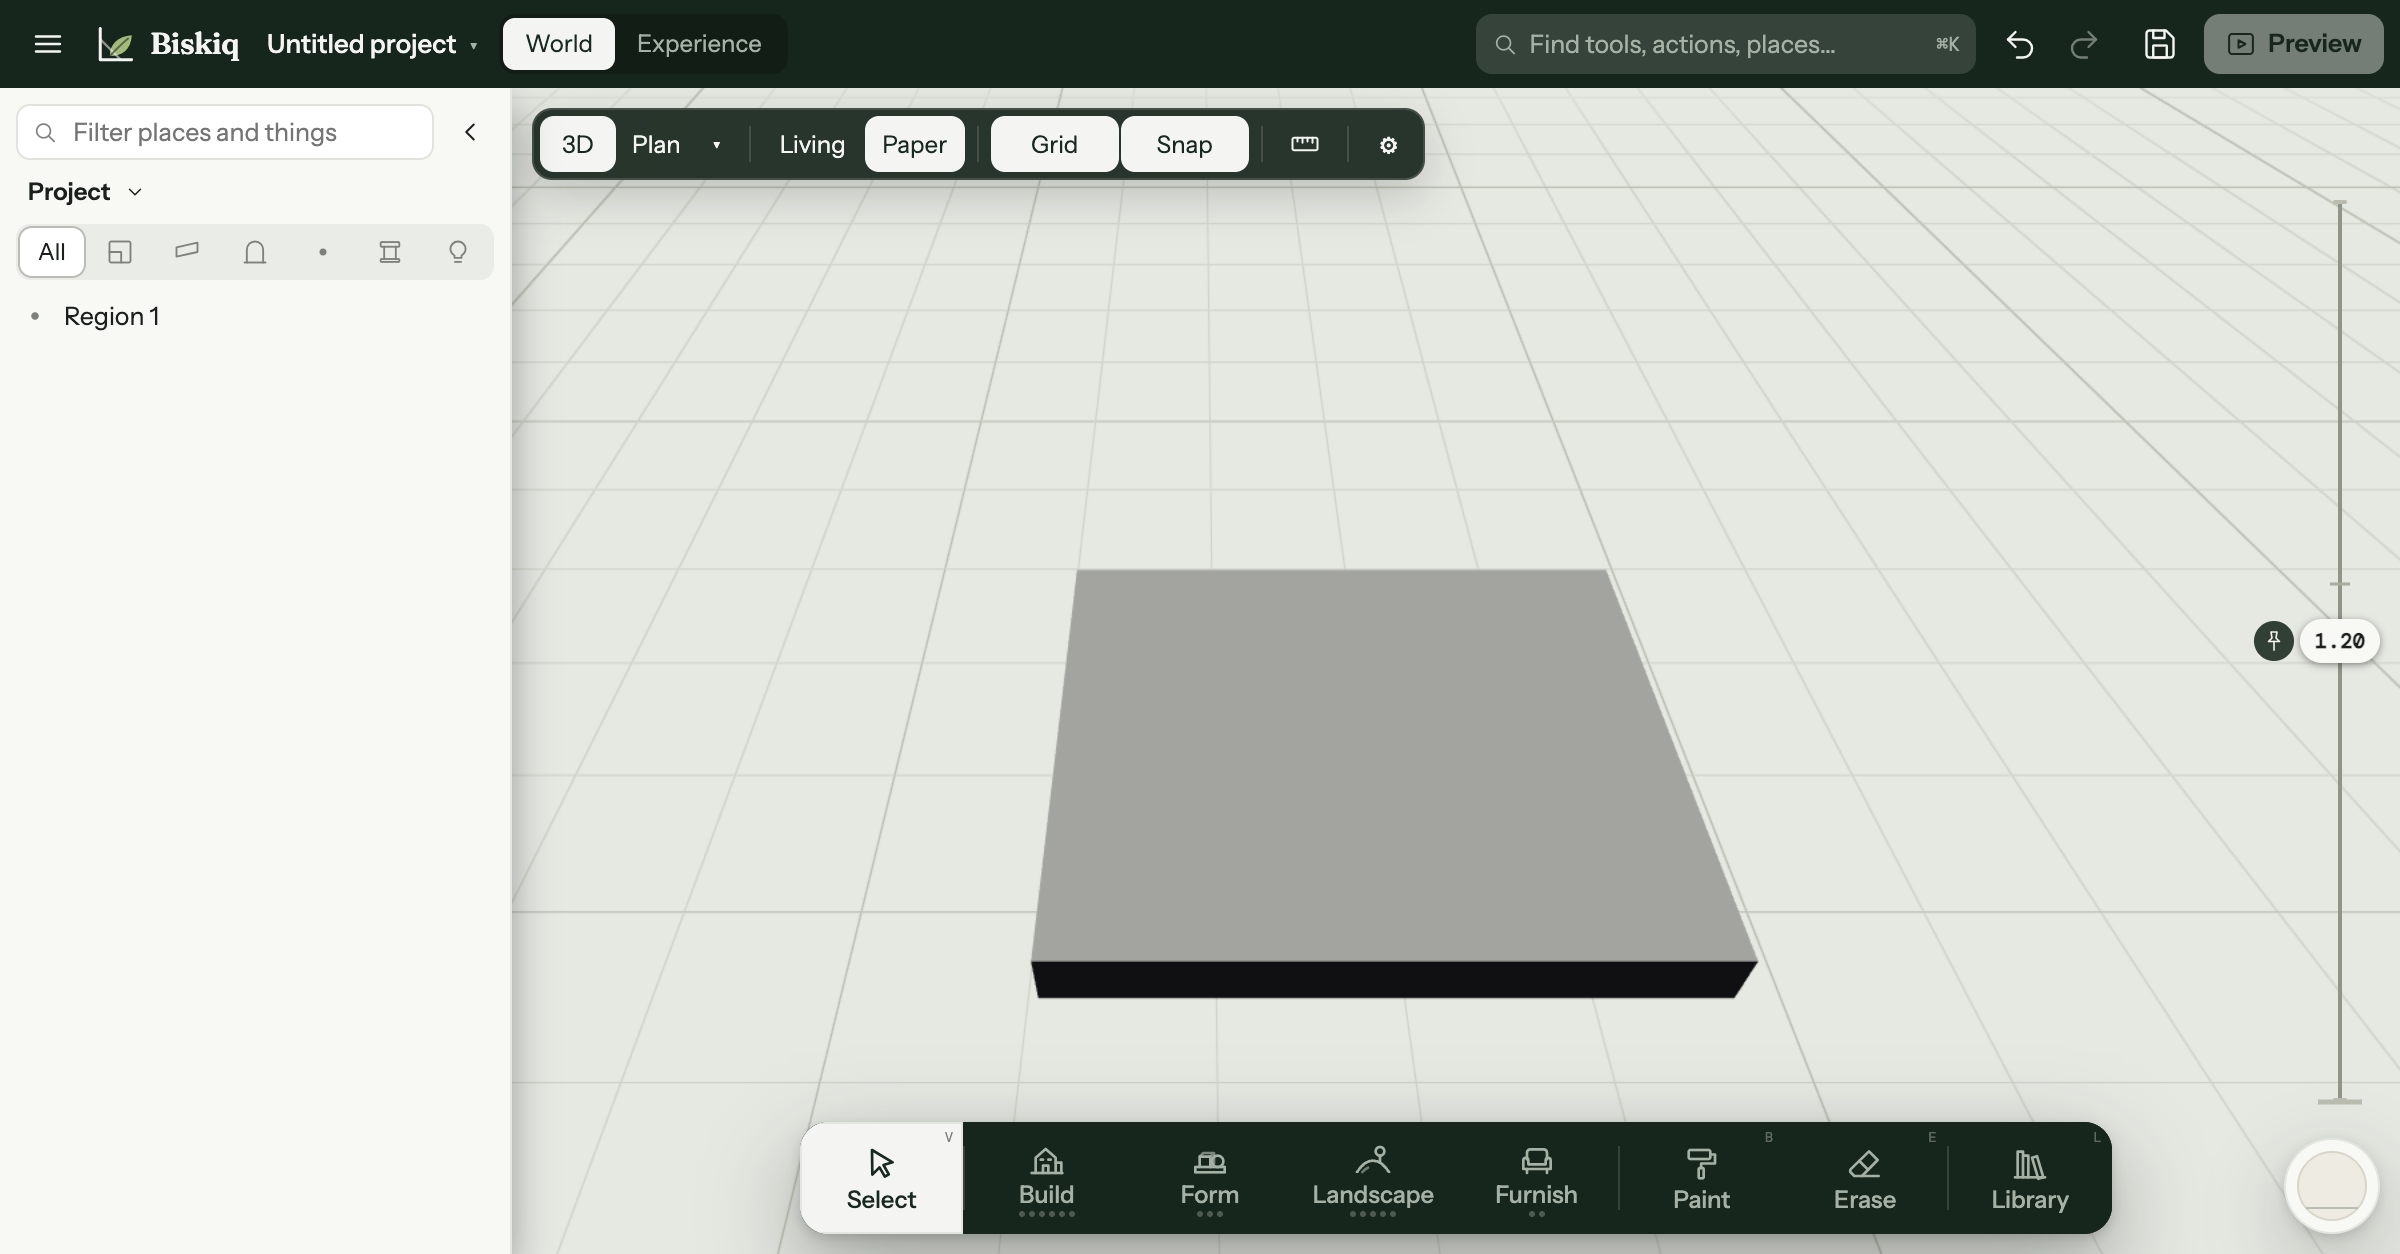 Biskiq
Untitled project
World
Experience
Find tools, actions, places...
⌘K
Preview
Filter places and things
Project
All
Region 1
3D
Plan
Living
Paper
Grid
Snap
1.20
V
Select
Build
Form
Landscape
Furnish
B
Paint
E
Erase
L
Library